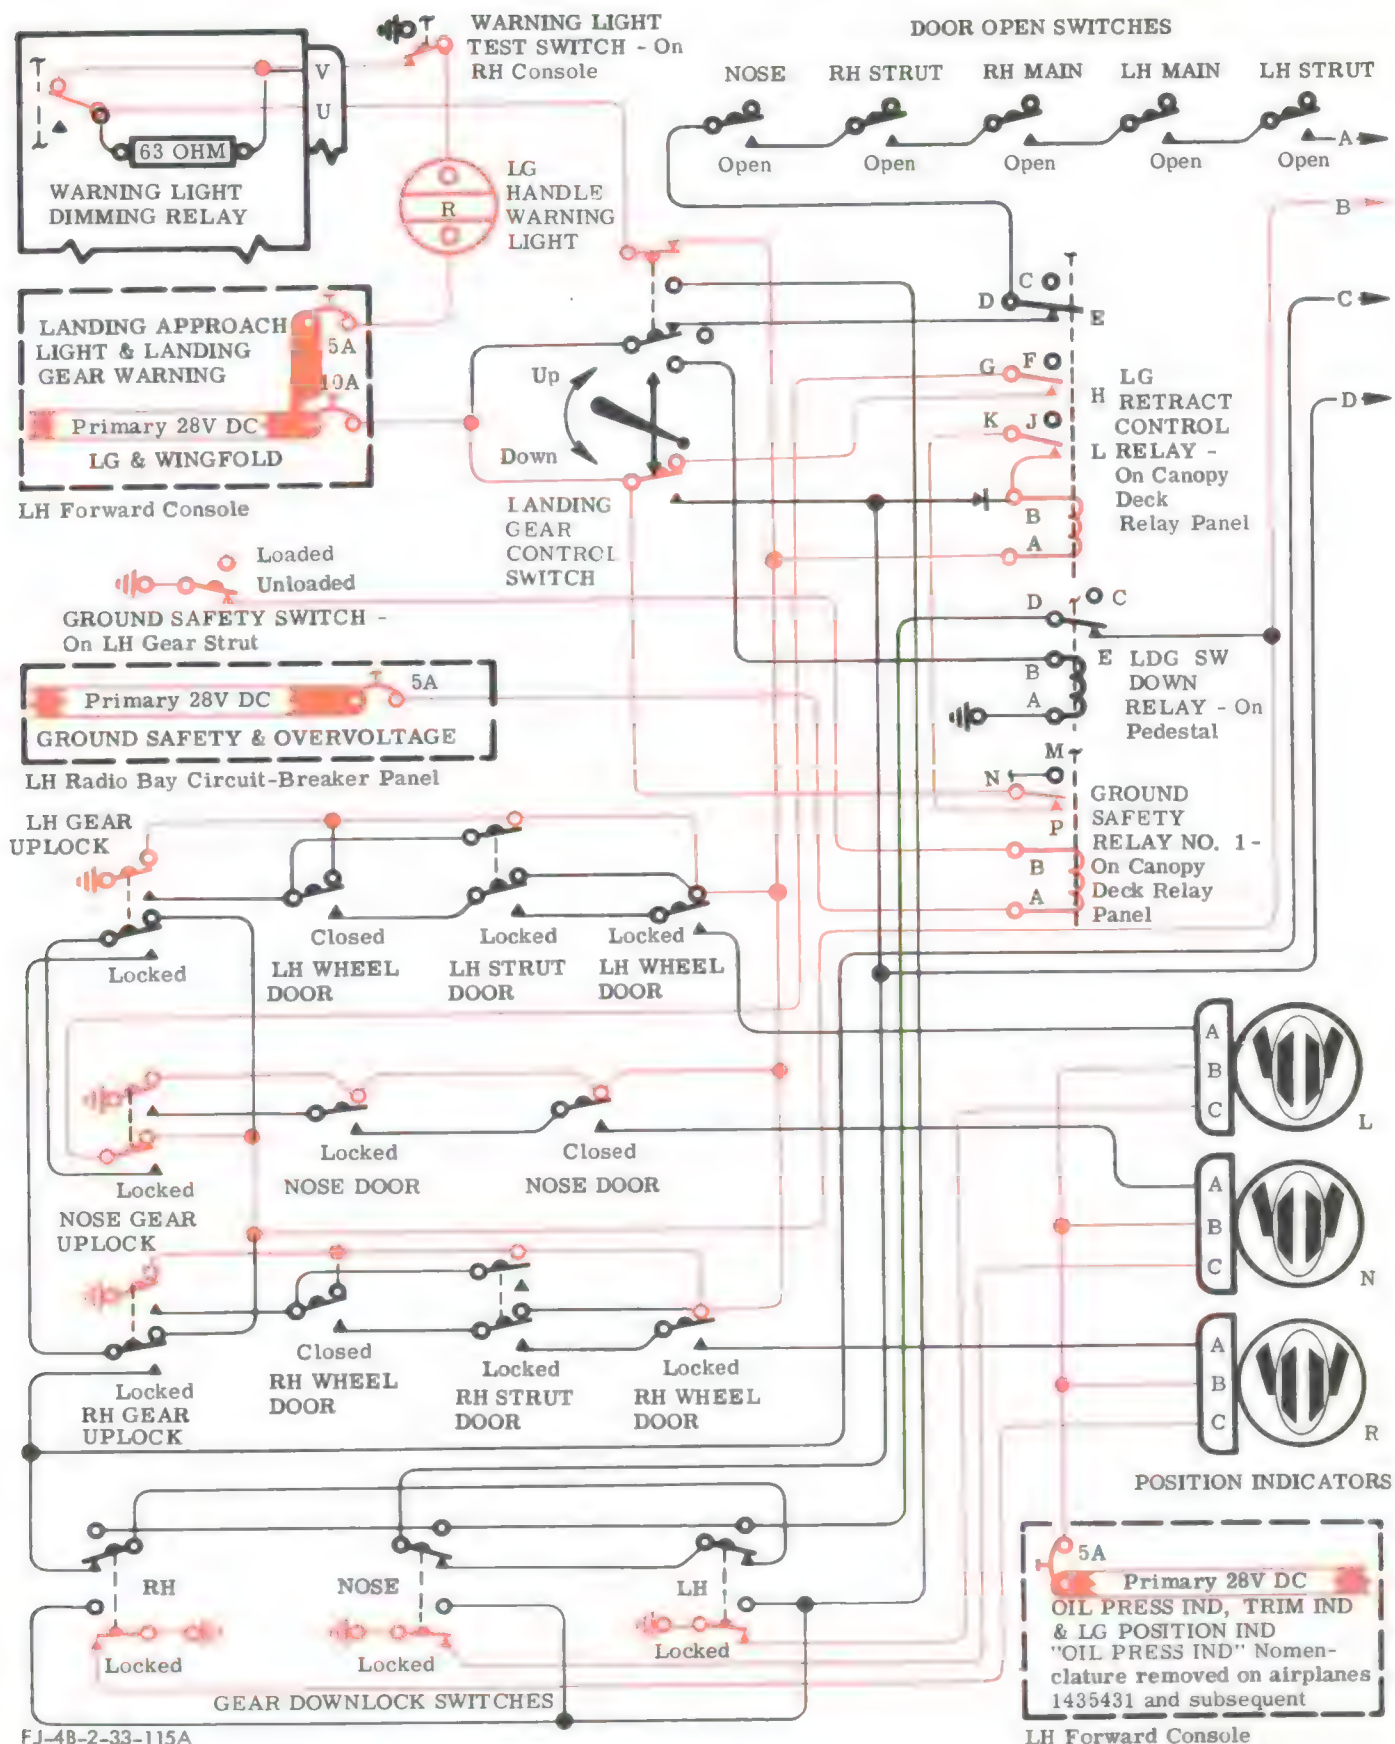 WARNING LIGHT
TEST SWITCH - On
RH Console
DOOR OPEN SWITCHES
NOSE
RH STRUT
RH MAIN
LH MAIN
LH STRUT
Open
Open
Open
Open
Open
A
B
C
D
V
U
63 OHM
WARNING LIGHT
DIMMING RELAY
LG
HANDLE
WARNING
LIGHT
R
LANDING APPROACH
LIGHT & LANDING
GEAR WARNING
5A
10A
Primary 28V DC
LG & WINGFOLD
LH Forward Console
Up
Down
LANDING
GEAR
CONTROL
SWITCH
C
D
E
F
G
H
J
K
L
B
A
LG
RETRACT
CONTROL
RELAY -
On Canopy
Deck
Relay Panel
Loaded
Unloaded
GROUND SAFETY SWITCH -
On LH Gear Strut
D
C
E
B
A
LDG SW
DOWN
RELAY - On
Pedestal
5A
Primary 28V DC
GROUND SAFETY & OVERVOLTAGE
LH Radio Bay Circuit-Breaker Panel
M
N
P
B
A
GROUND
SAFETY
RELAY NO. 1 -
On Canopy
Deck Relay
Panel
LH GEAR
UPLOCK
Locked
Closed
LH WHEEL
DOOR
Locked
LH STRUT
DOOR
Locked
LH WHEEL
DOOR
Locked
NOSE GEAR
UPLOCK
Locked
NOSE DOOR
Closed
NOSE DOOR
A
B
C
L
A
B
C
N
A
B
C
R
POSITION INDICATORS
Locked
RH GEAR
UPLOCK
Closed
RH WHEEL
DOOR
Locked
RH STRUT
DOOR
Locked
RH WHEEL
DOOR
RH
NOSE
LH
Locked
Locked
Locked
GEAR DOWNLOCK SWITCHES
5A
Primary 28V DC
OIL PRESS IND, TRIM IND
& LG POSITION IND
"OIL PRESS IND" Nomen-
clature removed on airplanes
1435431 and subsequent
LH Forward Console
FJ-4B-2-33-115A